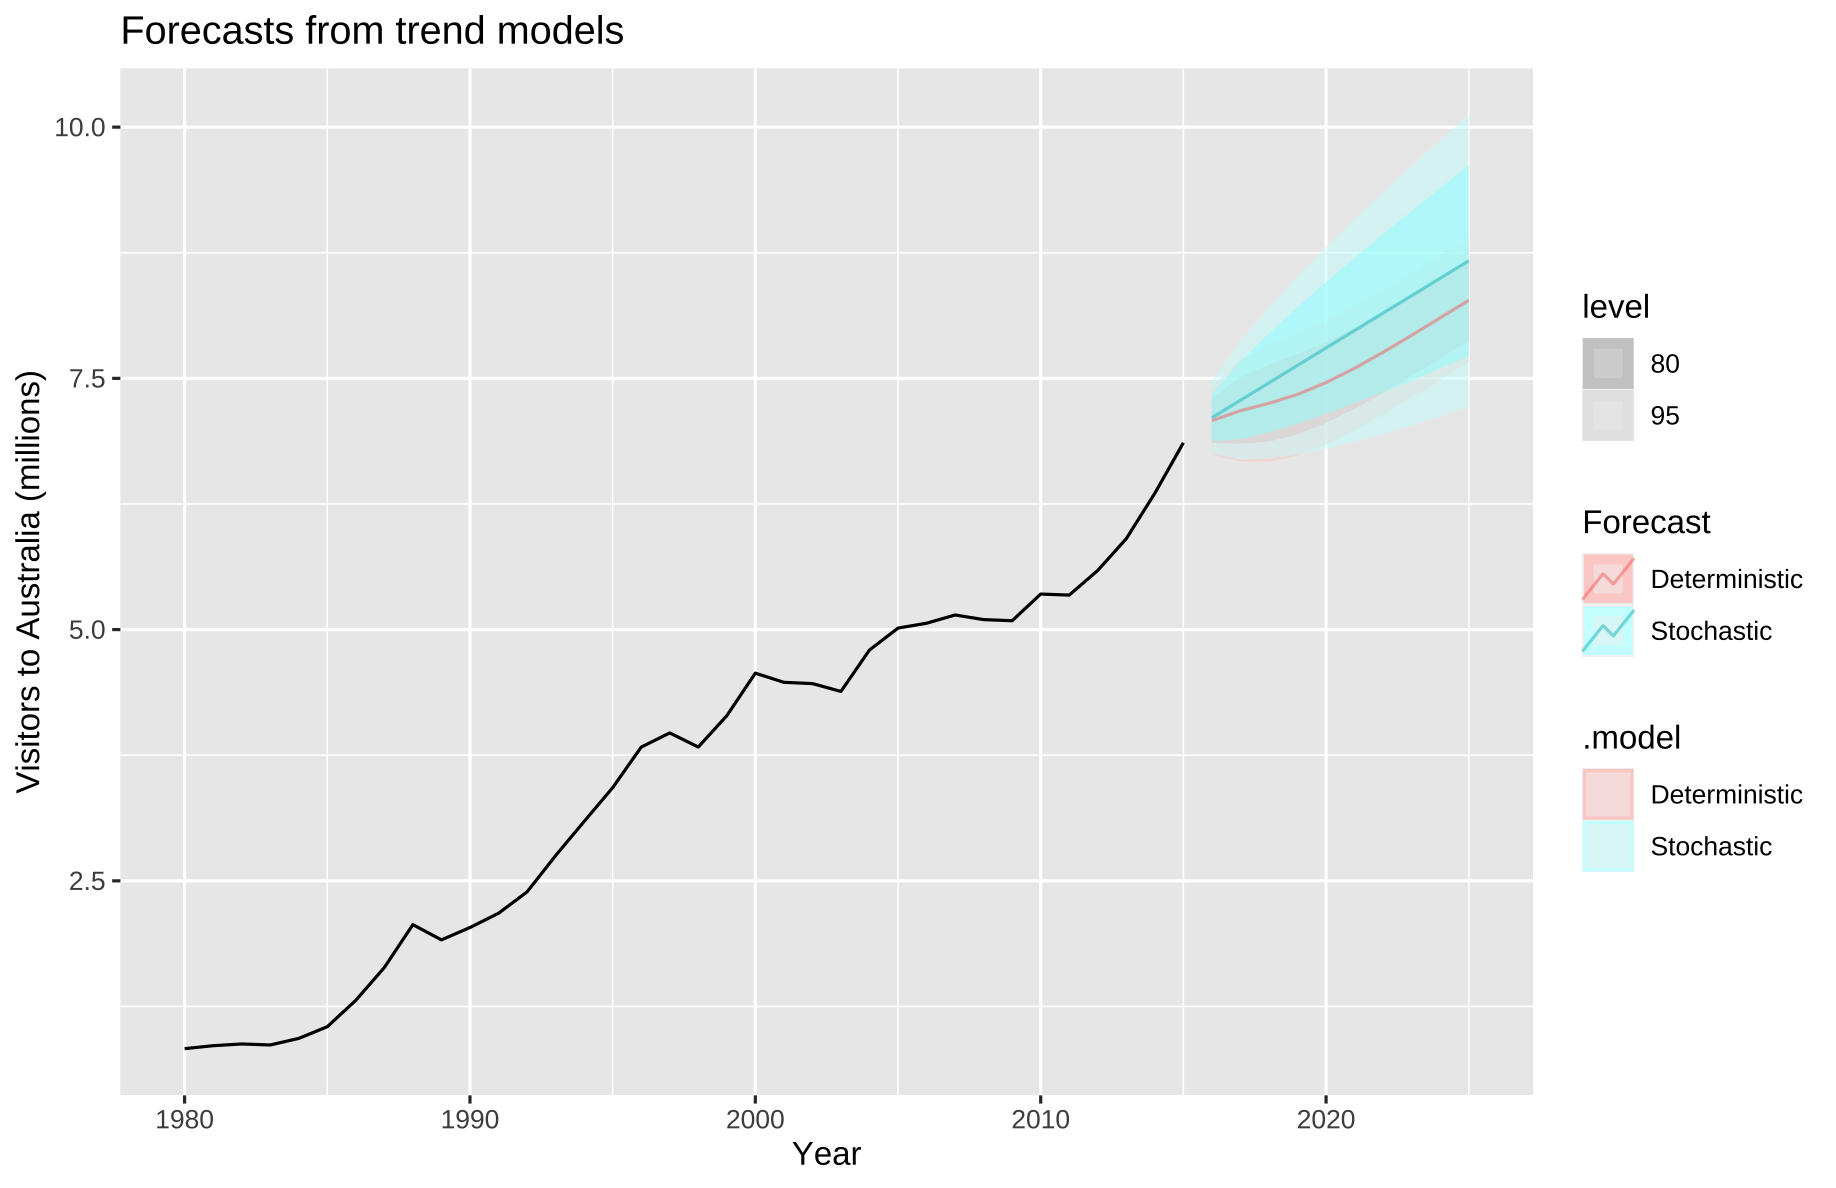 Forecasts from trend models
Visitors to Australia (millions)
10.0
7.5
5.0
2.5
1980
1990
2000
2010
2020
Year
level
80
95
Forecast
Deterministic
Stochastic
.model
Deterministic
Stochastic